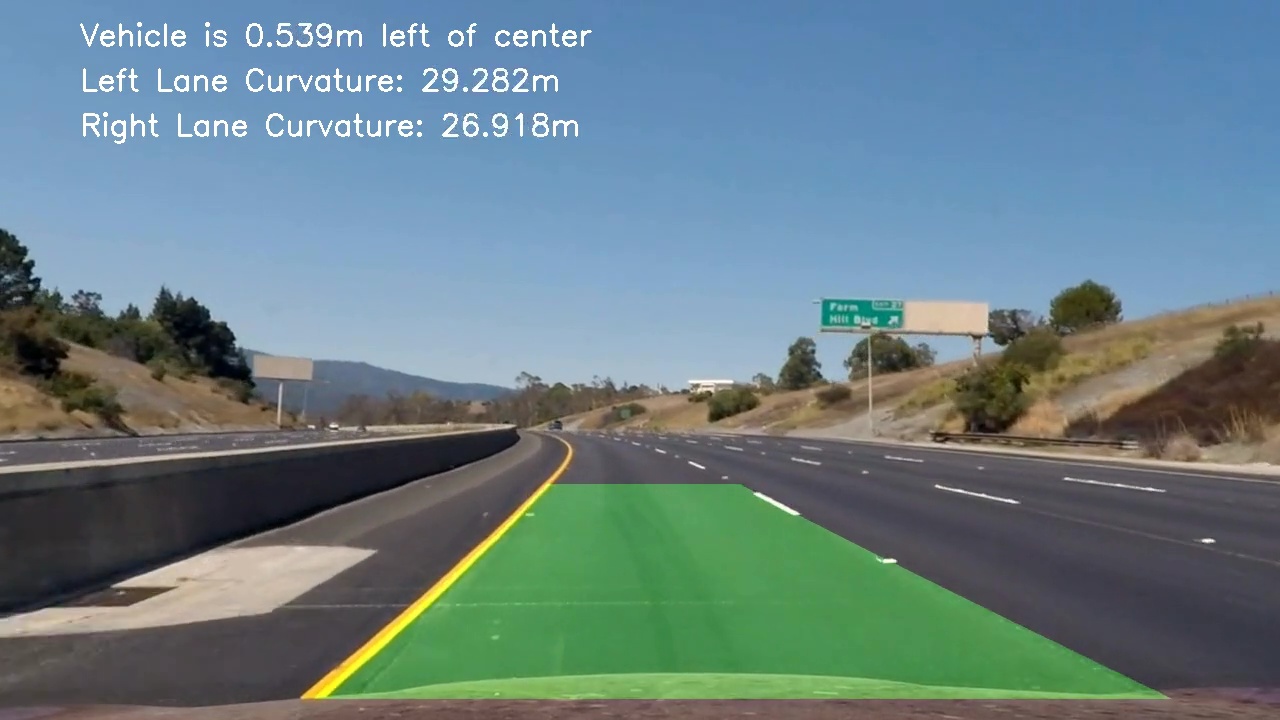 Vehicle is 0.539m left of center
Left Lane Curvature: 29.282m
Right Lane Curvature: 26.918m
Farm
Hill Blvd